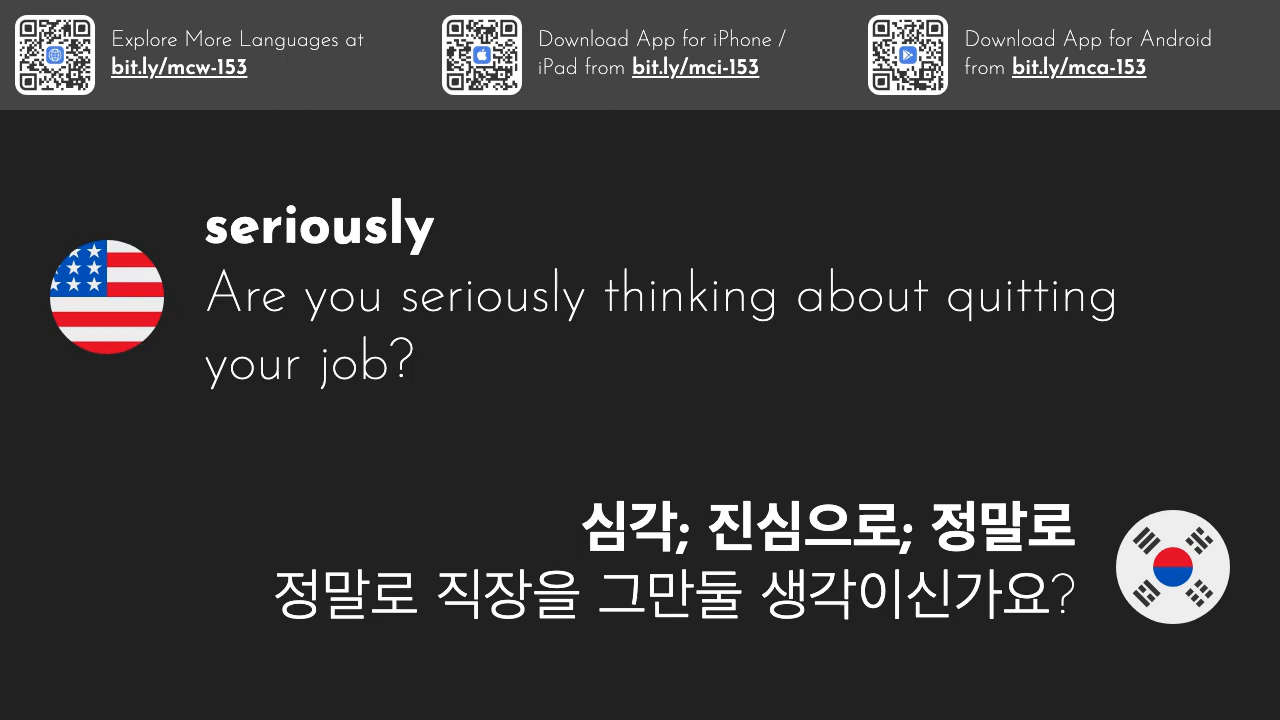 Explore More Languages at
bit.ly/mcw-153
Download App for iPhone /
iPad from bit.ly/mci-153
Download App for Android
from bit.ly/mca-153
seriously
Are you seriously thinking about quitting
your job?
심각; 진심으로; 정말로
정말로 직장을 그만둘 생각이신가요?